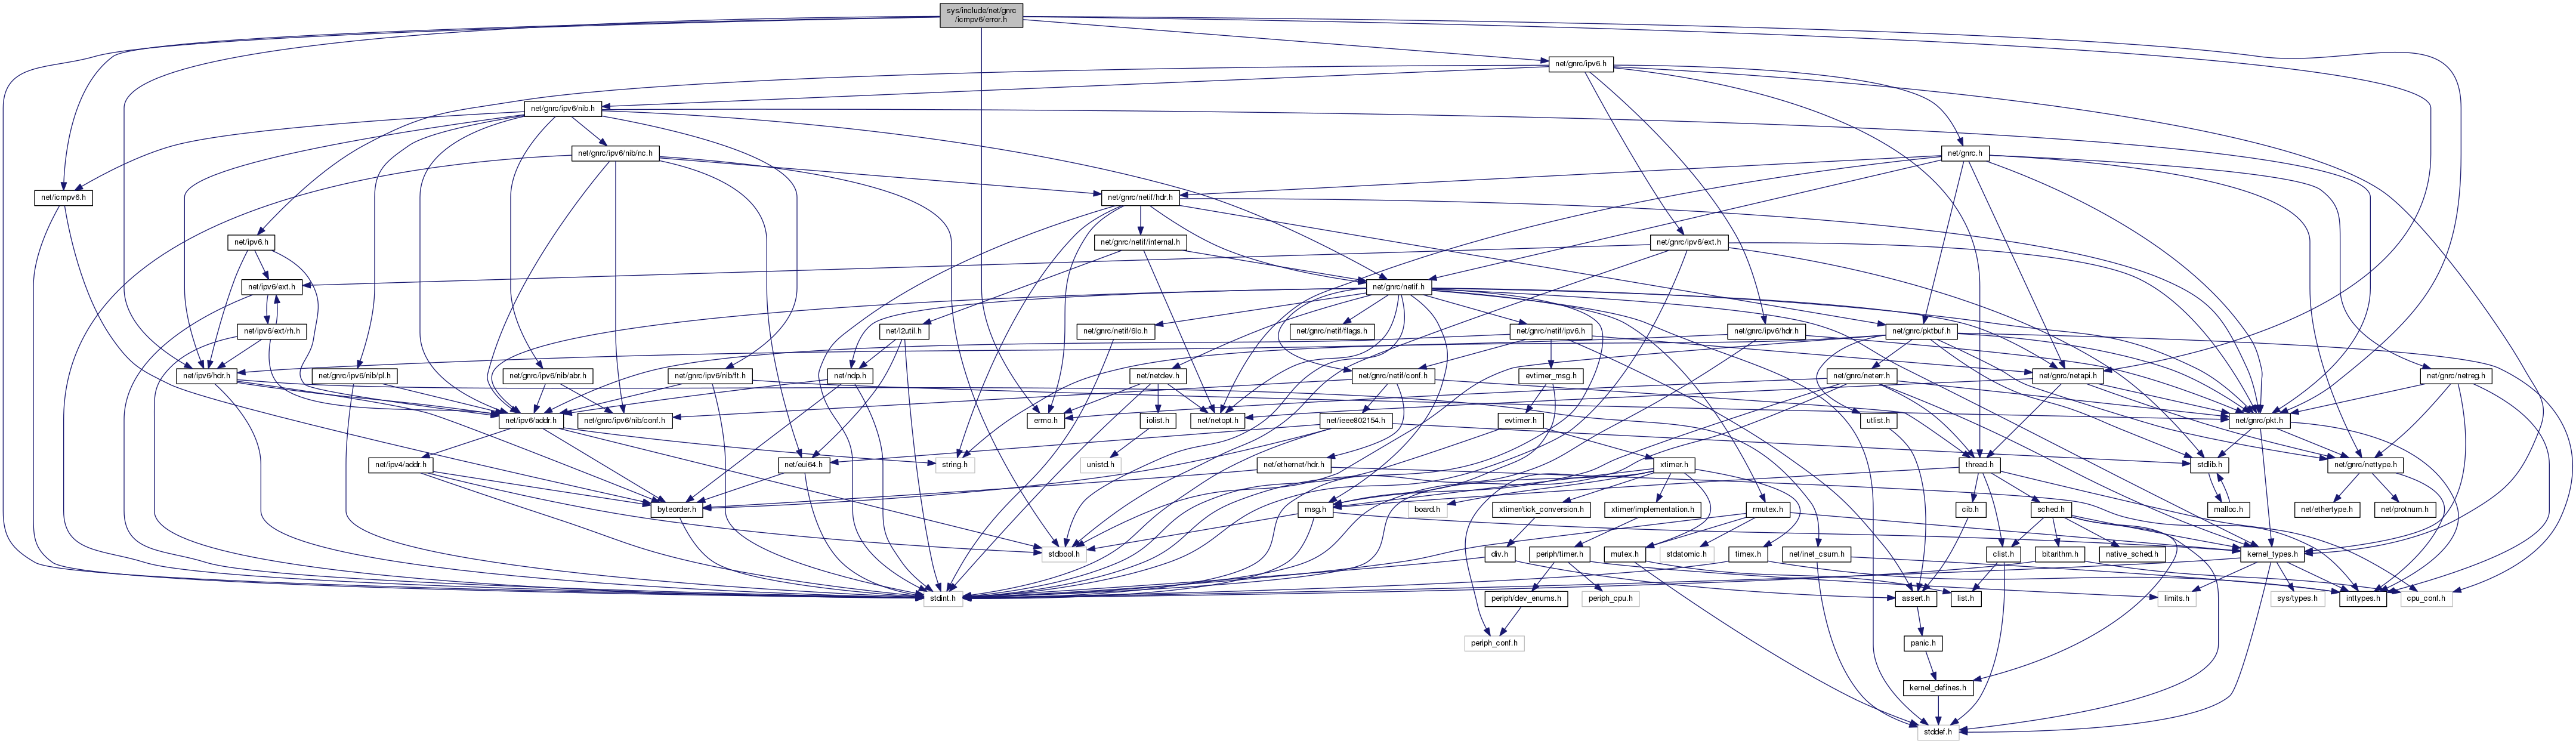 sys/include/net/gnrc
/icmpv6/error.h
net/gnrc/ipv6.h
net/gnrc/ipv6/nib.h
net/gnrc/ipv6/nib/nc.h
net/gnrc.h
net/icmpv6.h
net/gnrc/netif/hdr.h
net/ipv6.h
net/gnrc/netif/internal.h
net/gnrc/ipv6/ext.h
net/ipv6/ext.h
net/gnrc/netif.h
net/ipv6/ext/rh.h
net/l2util.h
net/gnrc/netif/6lo.h
net/gnrc/netif/flags.h
net/gnrc/netif/ipv6.h
net/gnrc/ipv6/hdr.h
net/gnrc/pktbuf.h
net/ipv6/hdr.h
net/gnrc/ipv6/nib/pl.h
net/gnrc/ipv6/nib/abr.h
net/gnrc/ipv6/nib/ft.h
net/ndp.h
net/netdev.h
net/gnrc/netif/conf.h
evtimer_msg.h
net/gnrc/neterr.h
net/gnrc/netapi.h
net/gnrc/netreg.h
net/ipv6/addr.h
net/gnrc/ipv6/nib/conf.h
errno.h
iolist.h
net/netopt.h
net/ieee802154.h
evtimer.h
utlist.h
net/gnrc/pkt.h
net/ipv4/addr.h
net/eui64.h
string.h
unistd.h
net/ethernet/hdr.h
xtimer.h
thread.h
stdlib.h
net/gnrc/nettype.h
byteorder.h
msg.h
board.h
xtimer/tick_conversion.h
xtimer/implementation.h
rmutex.h
cib.h
sched.h
malloc.h
net/ethertype.h
net/protnum.h
stdbool.h
div.h
periph/timer.h
mutex.h
stdatomic.h
timex.h
net/inet_csum.h
clist.h
bitarithm.h
native_sched.h
kernel_types.h
stdint.h
periph/dev_enums.h
periph_cpu.h
assert.h
list.h
limits.h
sys/types.h
inttypes.h
cpu_conf.h
periph_conf.h
panic.h
kernel_defines.h
stddef.h